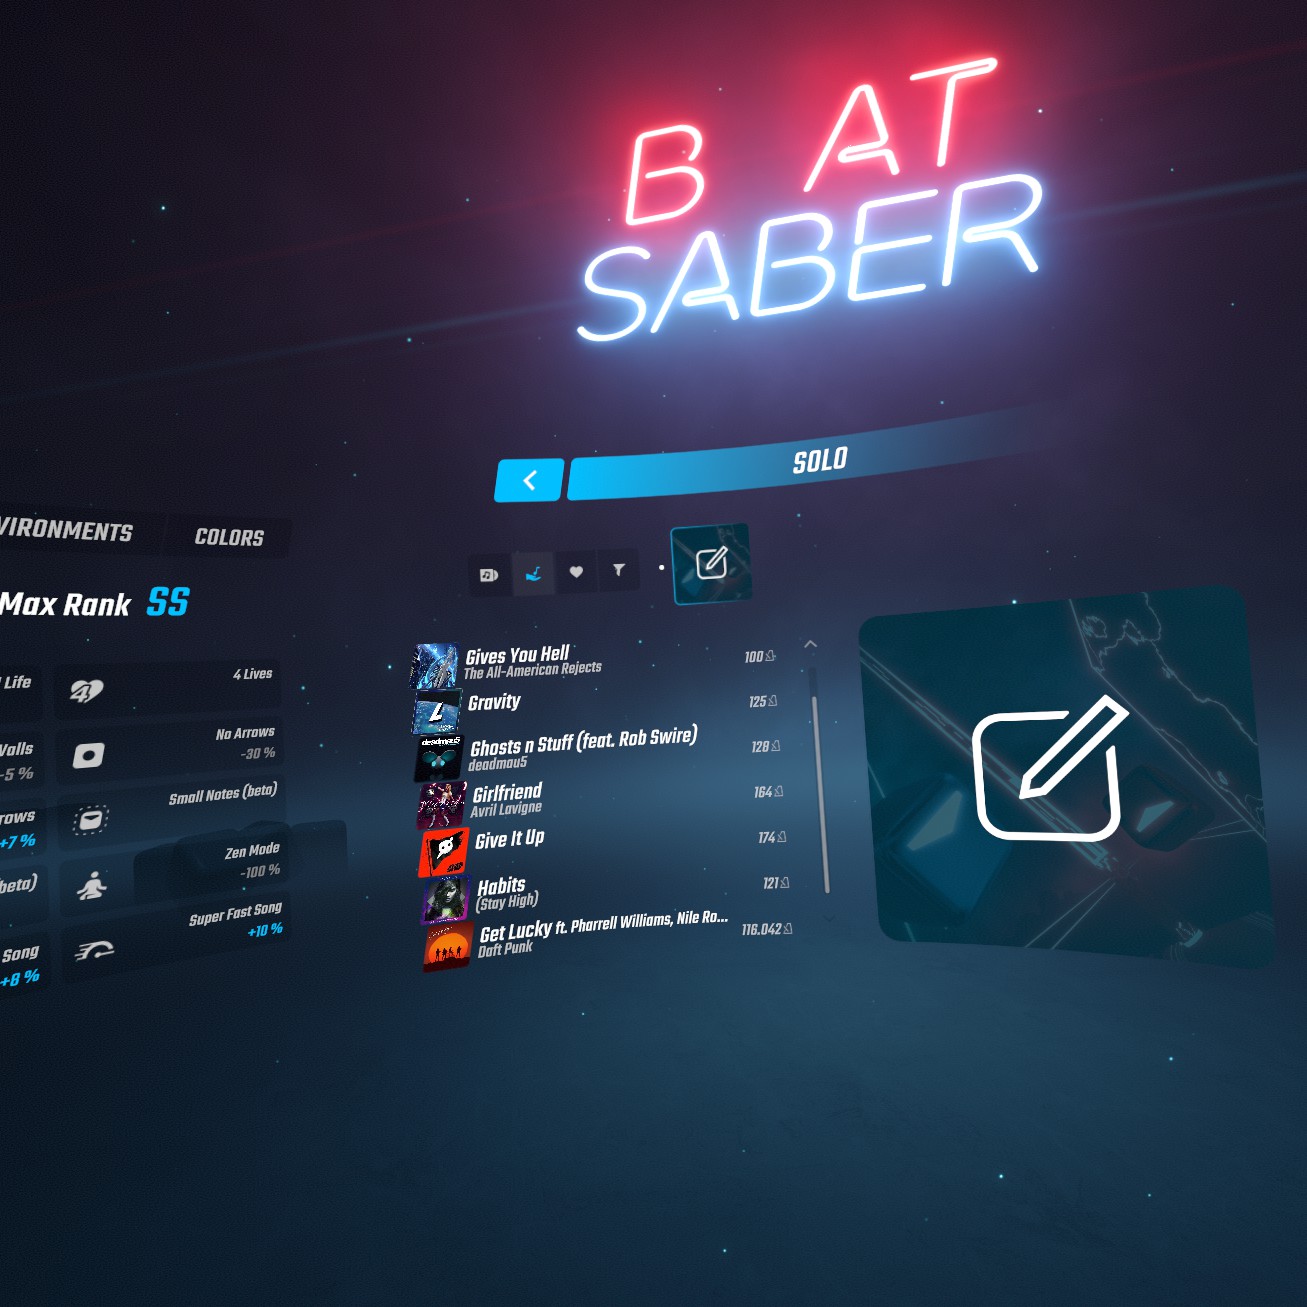 B AT
SABER
SOLO
VIRONMENTS
COLORS
Max Rank SS
Life
4 Lives
Walls
-5 %
No Arrows
-30 %
rows
+7 %
Small Notes (beta)
beta)
Zen Mode
-100 %
Song
+8 %
Super Fast Song
+10 %
Gives You Hell
The All-American Rejects
100
Gravity
125
Ghosts n Stuff (feat. Rob Swire)
deadmau5
128
Girlfriend
Avril Lavigne
164
Give It Up
174
Habits
(Stay High)
121
Get Lucky ft. Pharrell Williams, Nile Ro...
Daft Punk
116.042